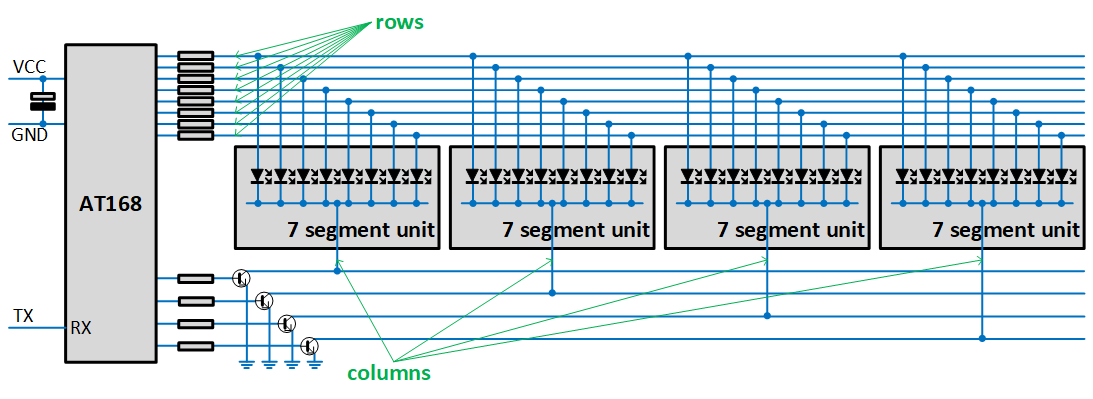 rows
VCC
GND
AT168
7 segment unit
7 segment unit
7 segment unit
7 segment unit
TX
RX
columns